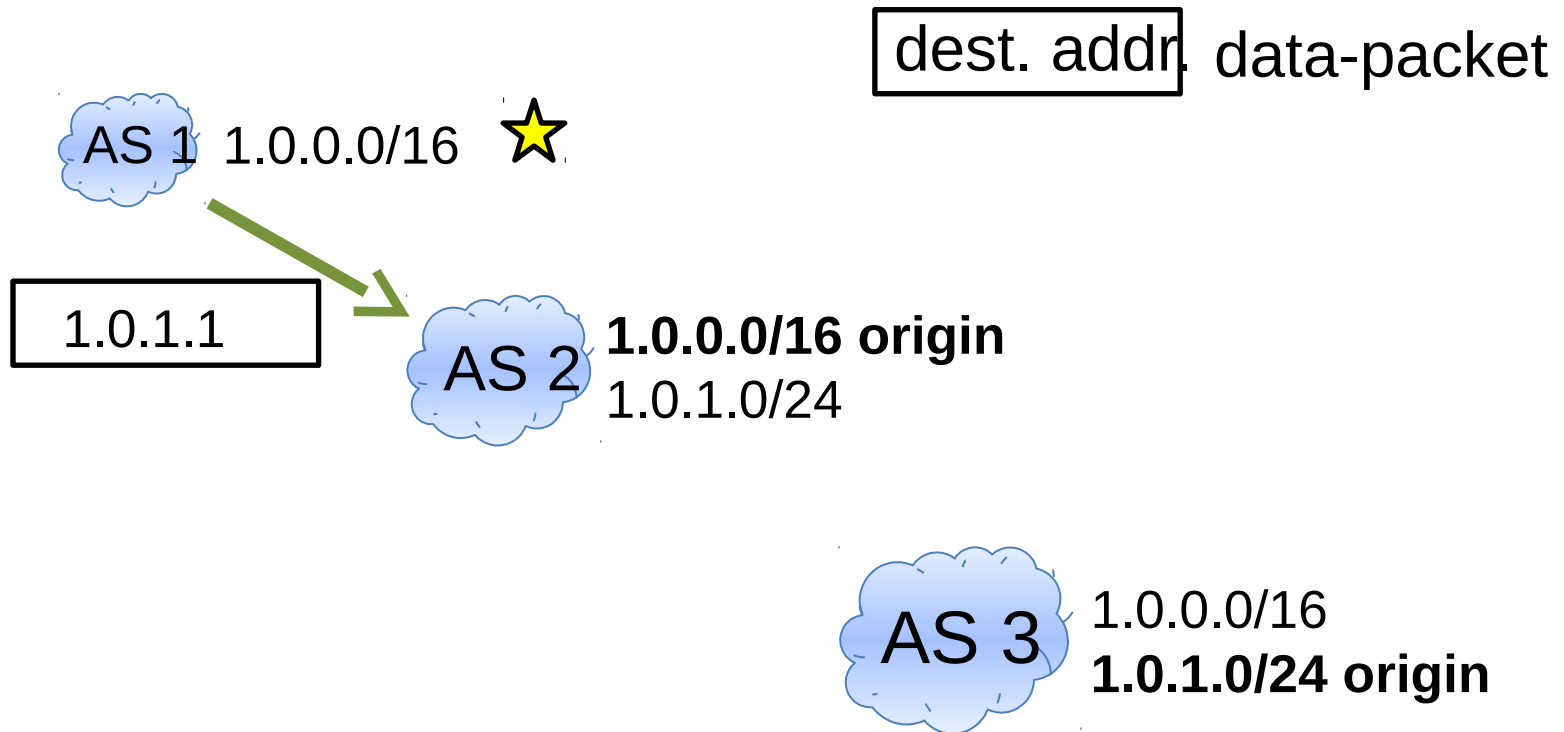 dest. addr. data-packet
AS 1 1.0.0.0/16
1.0.1.1
AS 2
1.0.0.0/16 origin
1.0.1.0/24
AS 3
1.0.0.0/16
1.0.1.0/24 origin